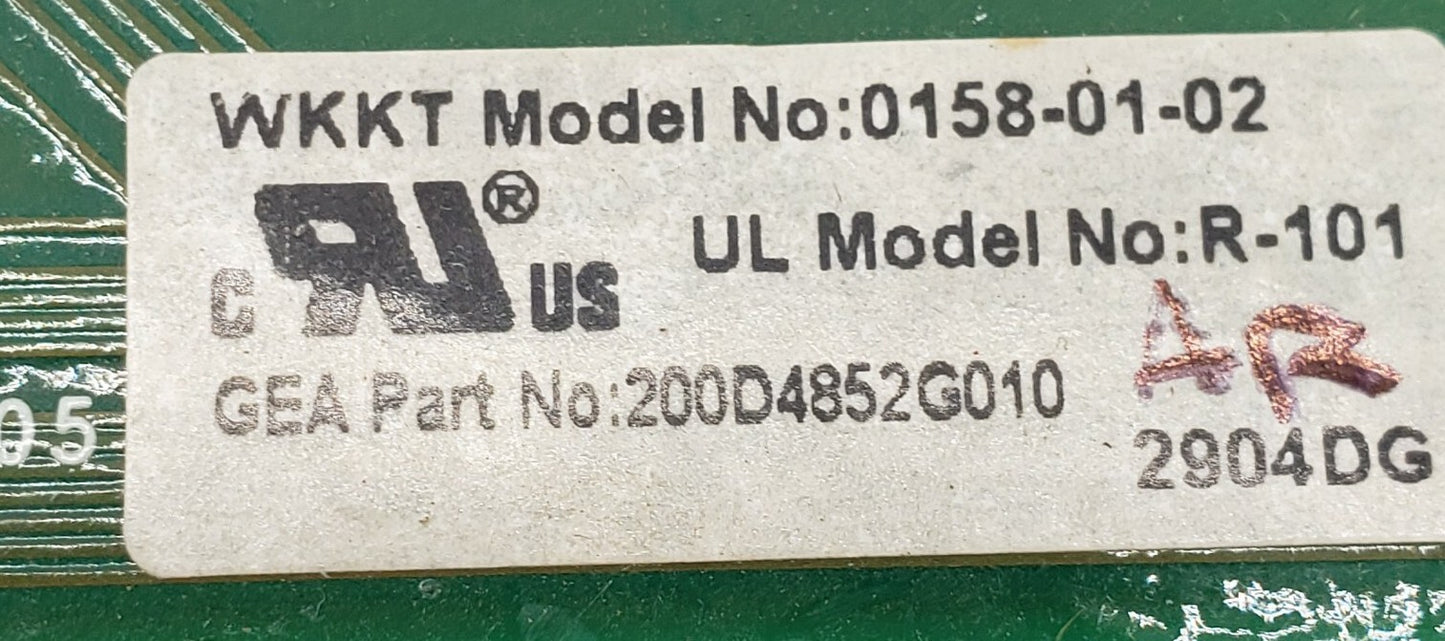 WKKT Model No:0158-01-02
®
C US
UL Model No:R-101
GEA Part No:200D4852G010
AR
2904DG
05